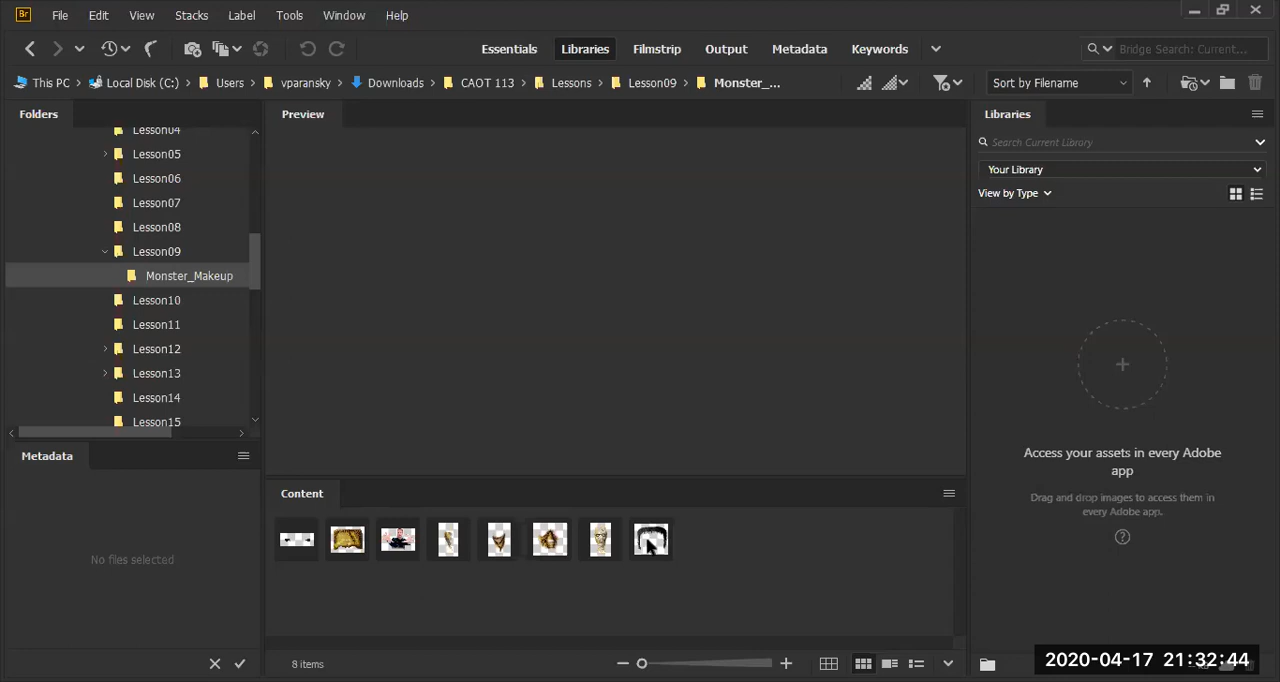 Br File Edit View Stacks Label Tools Window Help
Essentials Libraries Filmstrip Output Metadata Keywords Bridge Search: Current...
This PC Local Disk (C:) Users vparansky Downloads CAOT 113 Lessons Lesson09 Monster_... Sort by Filename
Folders
Lesson04
Lesson05
Lesson06
Lesson07
Lesson08
Lesson09
Monster_Makeup
Lesson10
Lesson11
Lesson12
Lesson13
Lesson14
Lesson15
Metadata
No files selected
Preview
Content
8 items
Libraries
Search Current Library
Your Library
View by Type
Access your assets in every Adobe
app
Drag and drop images to access them in
every Adobe app.
2020-04-17 21:32:44